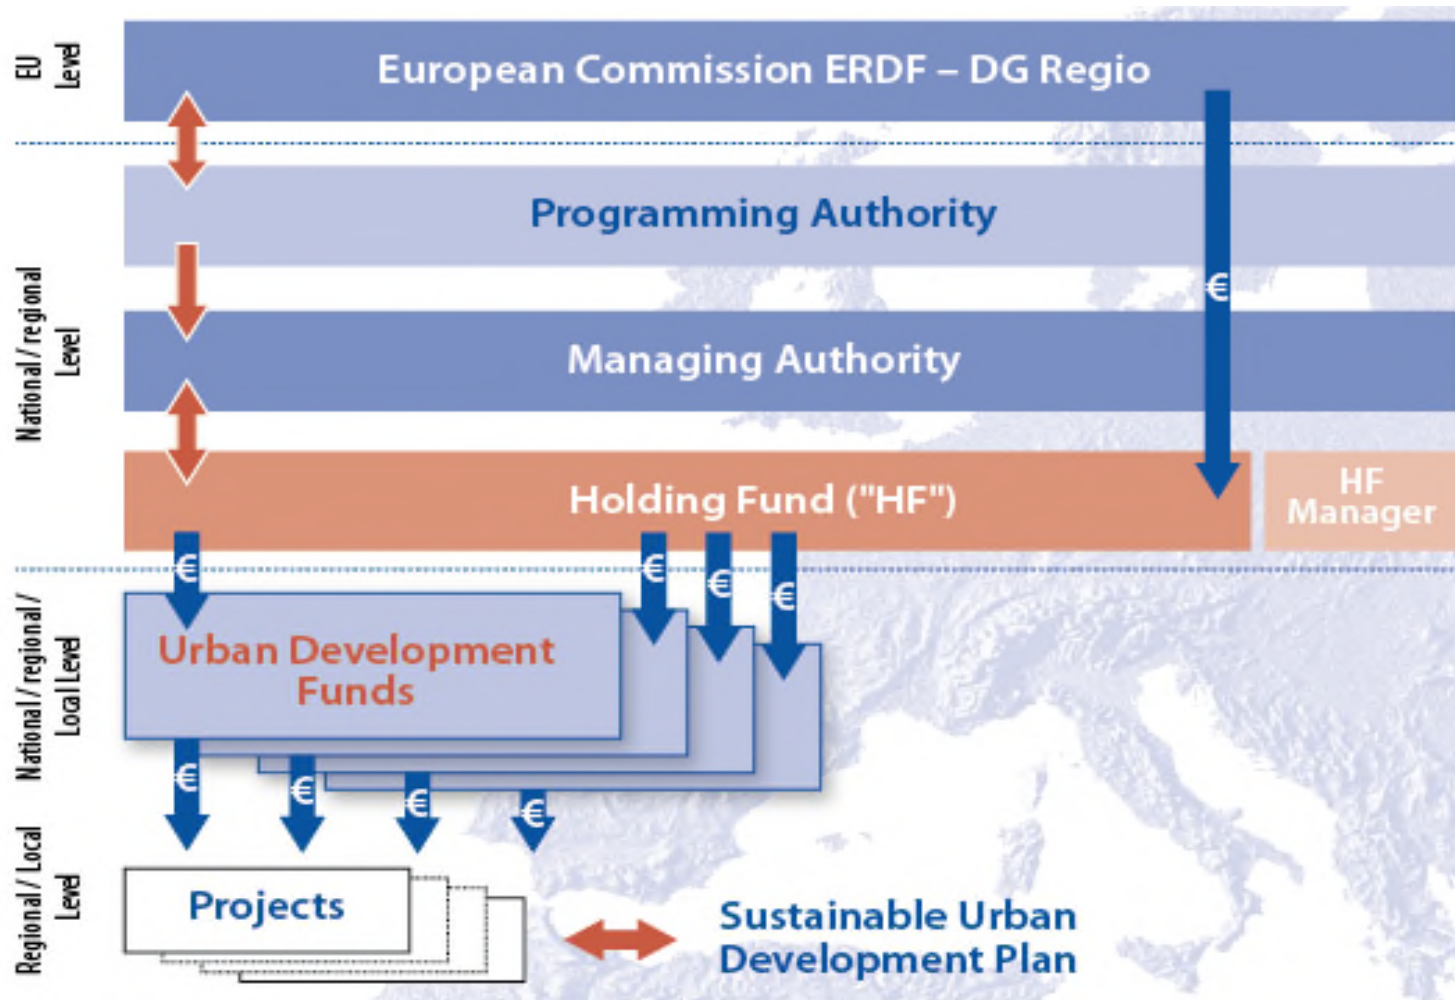 EU
Level
European Commission ERDF – DG Regio
National / regional
Level
Programming Authority
€
Managing Authority
Holding Fund ("HF")
HF
Manager
€
€
€
€
National / regional /
Local Level
Urban Development
Funds
€
€
€
€
Regional / Local
Level
Projects
Sustainable Urban
Development Plan